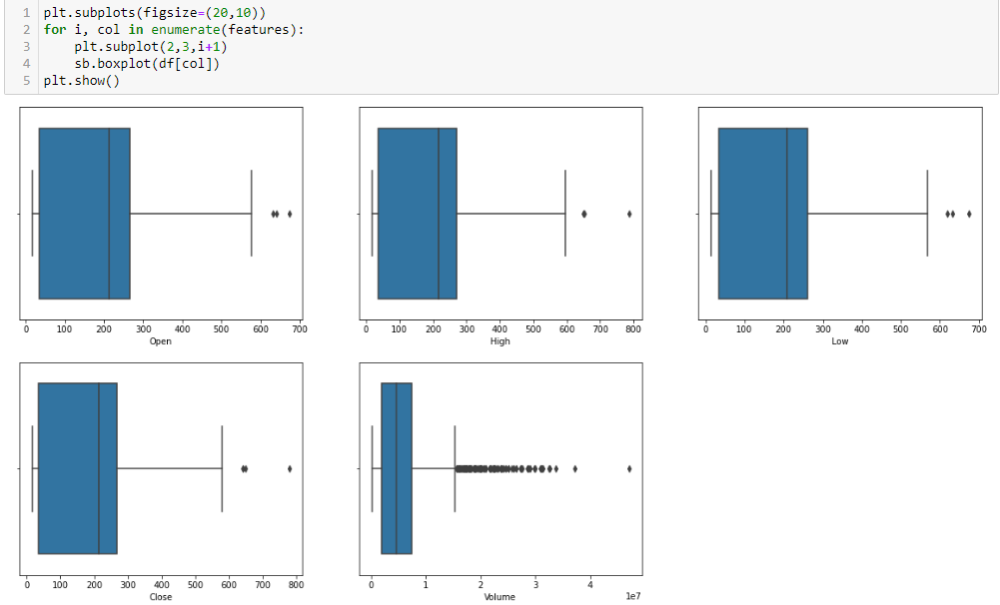 1 plt.subplots(figsize=(20,10))
2 for i, col in enumerate(features):
3     plt.subplot(2,3,i+1)
4     sb.boxplot(df[col])
5 plt.show()
0 100 200 300 400 500 600 700
Open
0 100 200 300 400 500 600 700 800
High
0 100 200 300 400 500 600 700
Low
0 100 200 300 400 500 600 700 800
Close
0 1 2 3 4
Volume 1e7